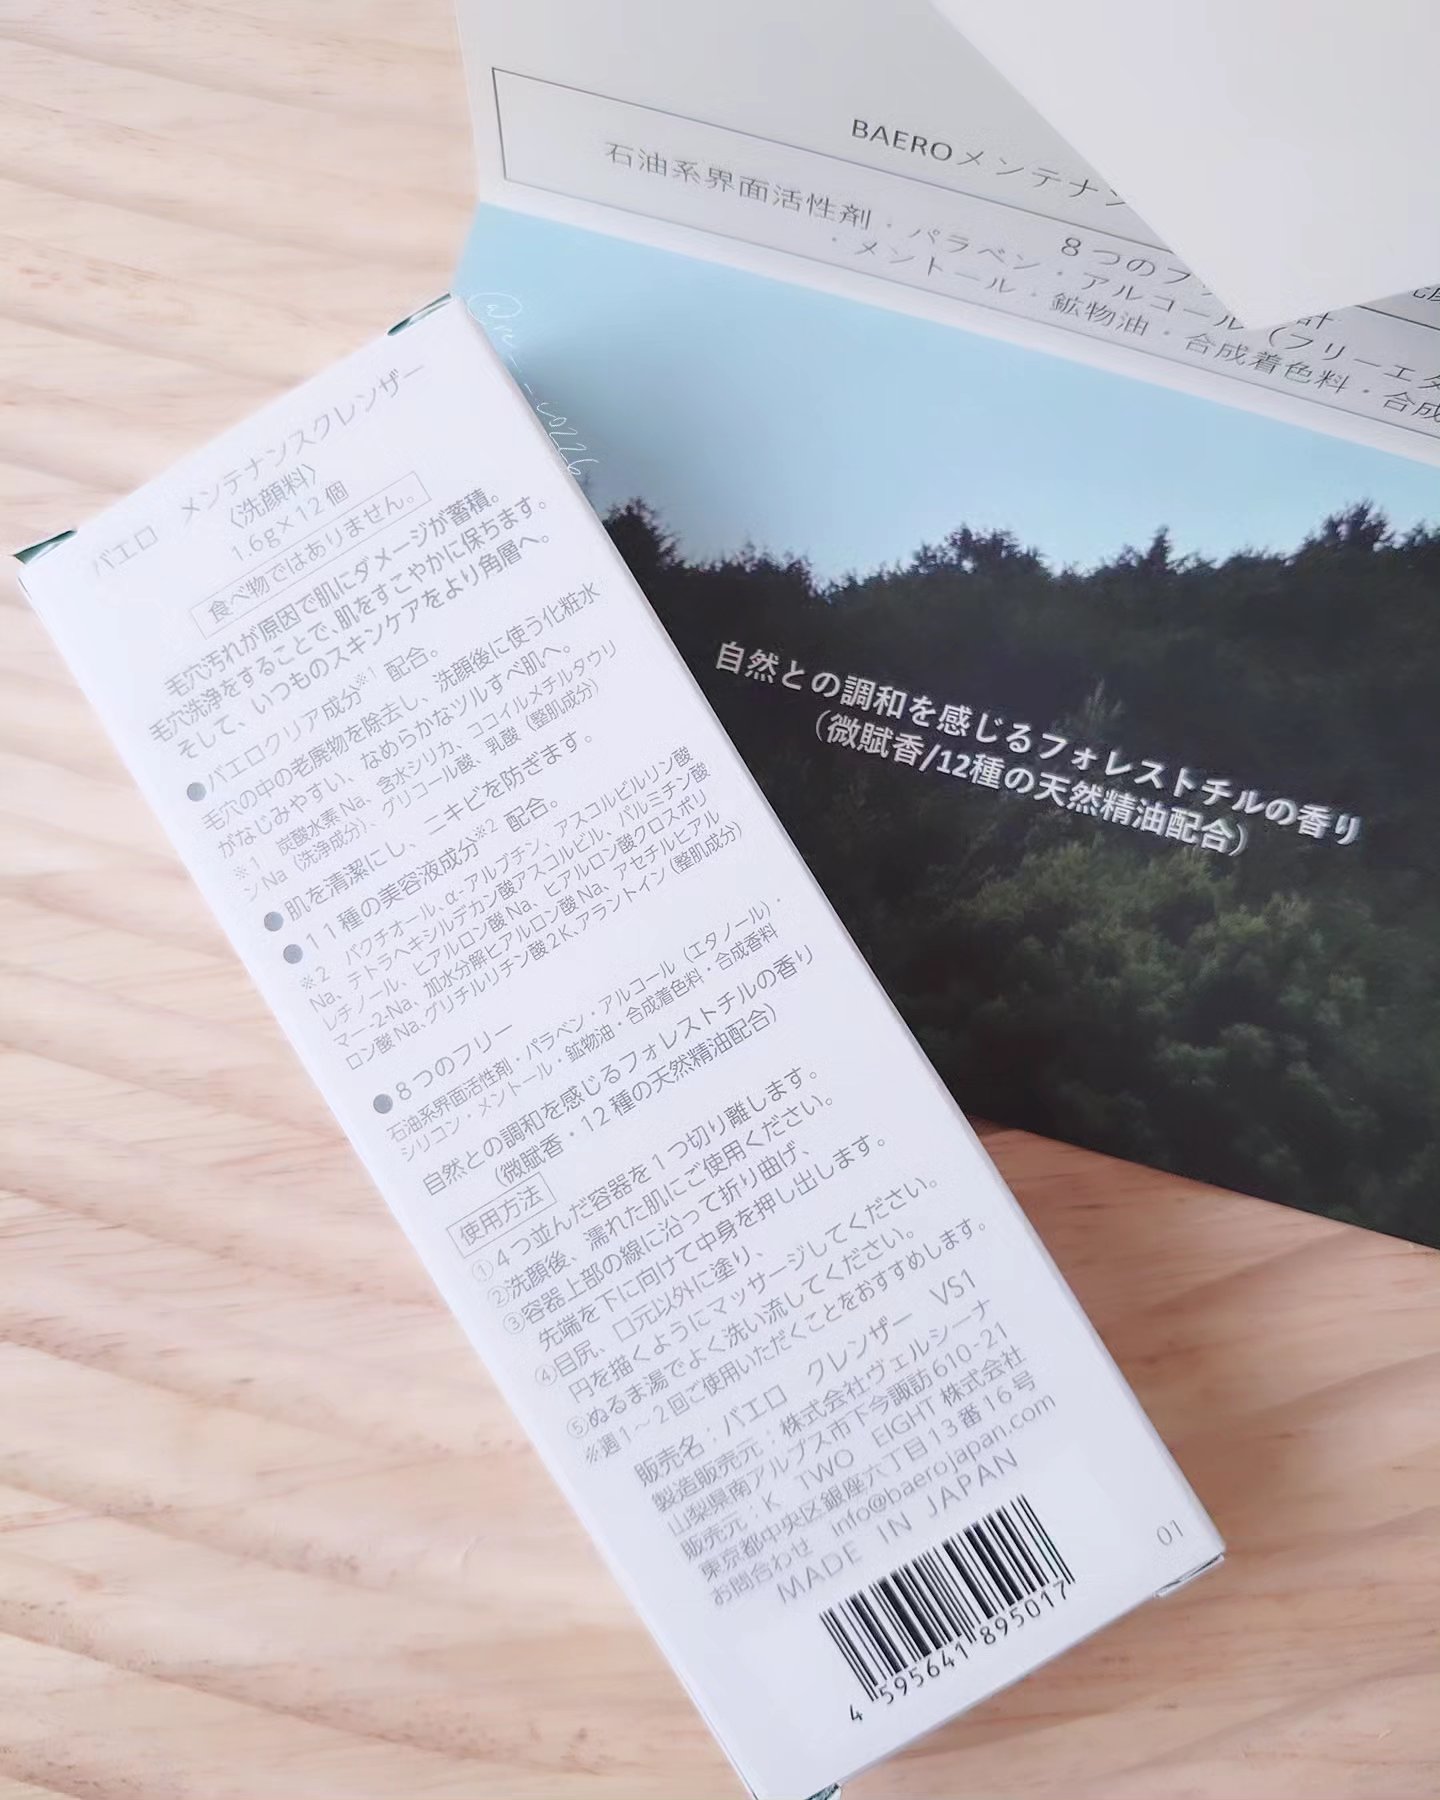 BAEROメンテナン
8つのフ
石油系界面活性剤・パラベン・アルコール（フリーエタ
・メントール・鉱物油・合成着色料・合成
自然との調和を感じるフォレストチルの香り
（微賦香/12種の天然精油配合）
バエロ メンテナンスクレンザー
〈洗顔料〉
1.6g×12個
食べ物ではありません。
毛穴汚れが原因で肌にダメージが蓄積。
毛穴洗浄をすることで、肌をすこやかに保ちます。
そして、いつものスキンケアをより角層へ。
●バエロクリア成分※1 配合。
毛穴の中の老廃物を除去し、洗顔後に使う化粧水
がなじみやすい、なめらかなツルすべ肌へ。
※1 炭酸水素Na、含水シリカ、ココイルメチルタウリ
ンNa（洗浄成分）、グリコール酸、乳酸（整肌成分）
●肌を清潔にし、ニキビを防ぎます。
●11種の美容液成分※2 配合。
※2 バクチオール、α-アルブチン、アスコルビルリン酸
Na、テトラヘキシルデカン酸アスコルビル、パルミチン酸
レチノール、ヒアルロン酸Na、ヒアルロン酸クロスポリ
マー-2-Na、加水分解ヒアルロン酸Na、アセチルヒアル
ロン酸Na、グリチルリチン酸2K、アラントイン（整肌成分）
●8つのフリー
石油系界面活性剤・パラベン・アルコール（エタノール）・
シリコン・メントール・鉱物油・合成着色料・合成香料
自然との調和を感じるフォレストチルの香り
（微賦香・12種の天然精油配合）
使用方法
①4つ並んだ容器を1つ切り離します。
②洗顔後、濡れた肌にご使用ください。
③容器上部の線に沿って折り曲げ、
先端を下に向けて中身を押し出します。
④目尻、口元以外に塗り、
円を描くようにマッサージしてください。
⑤ぬるま湯でよく洗い流してください。
※週1～2回ご使用いただくことをおすすめします。
販売名：バエロ クレンザー VS1
製造販売元：株式会社ヴェルシーナ
山梨県南アルプス市下今諏訪610-21
販売元：K TWO EIGHT 株式会社
東京都中央区銀座六丁目13番16号
お問合わせ info@baerojapan.com
MADE IN JAPAN
01
4 595641 895017